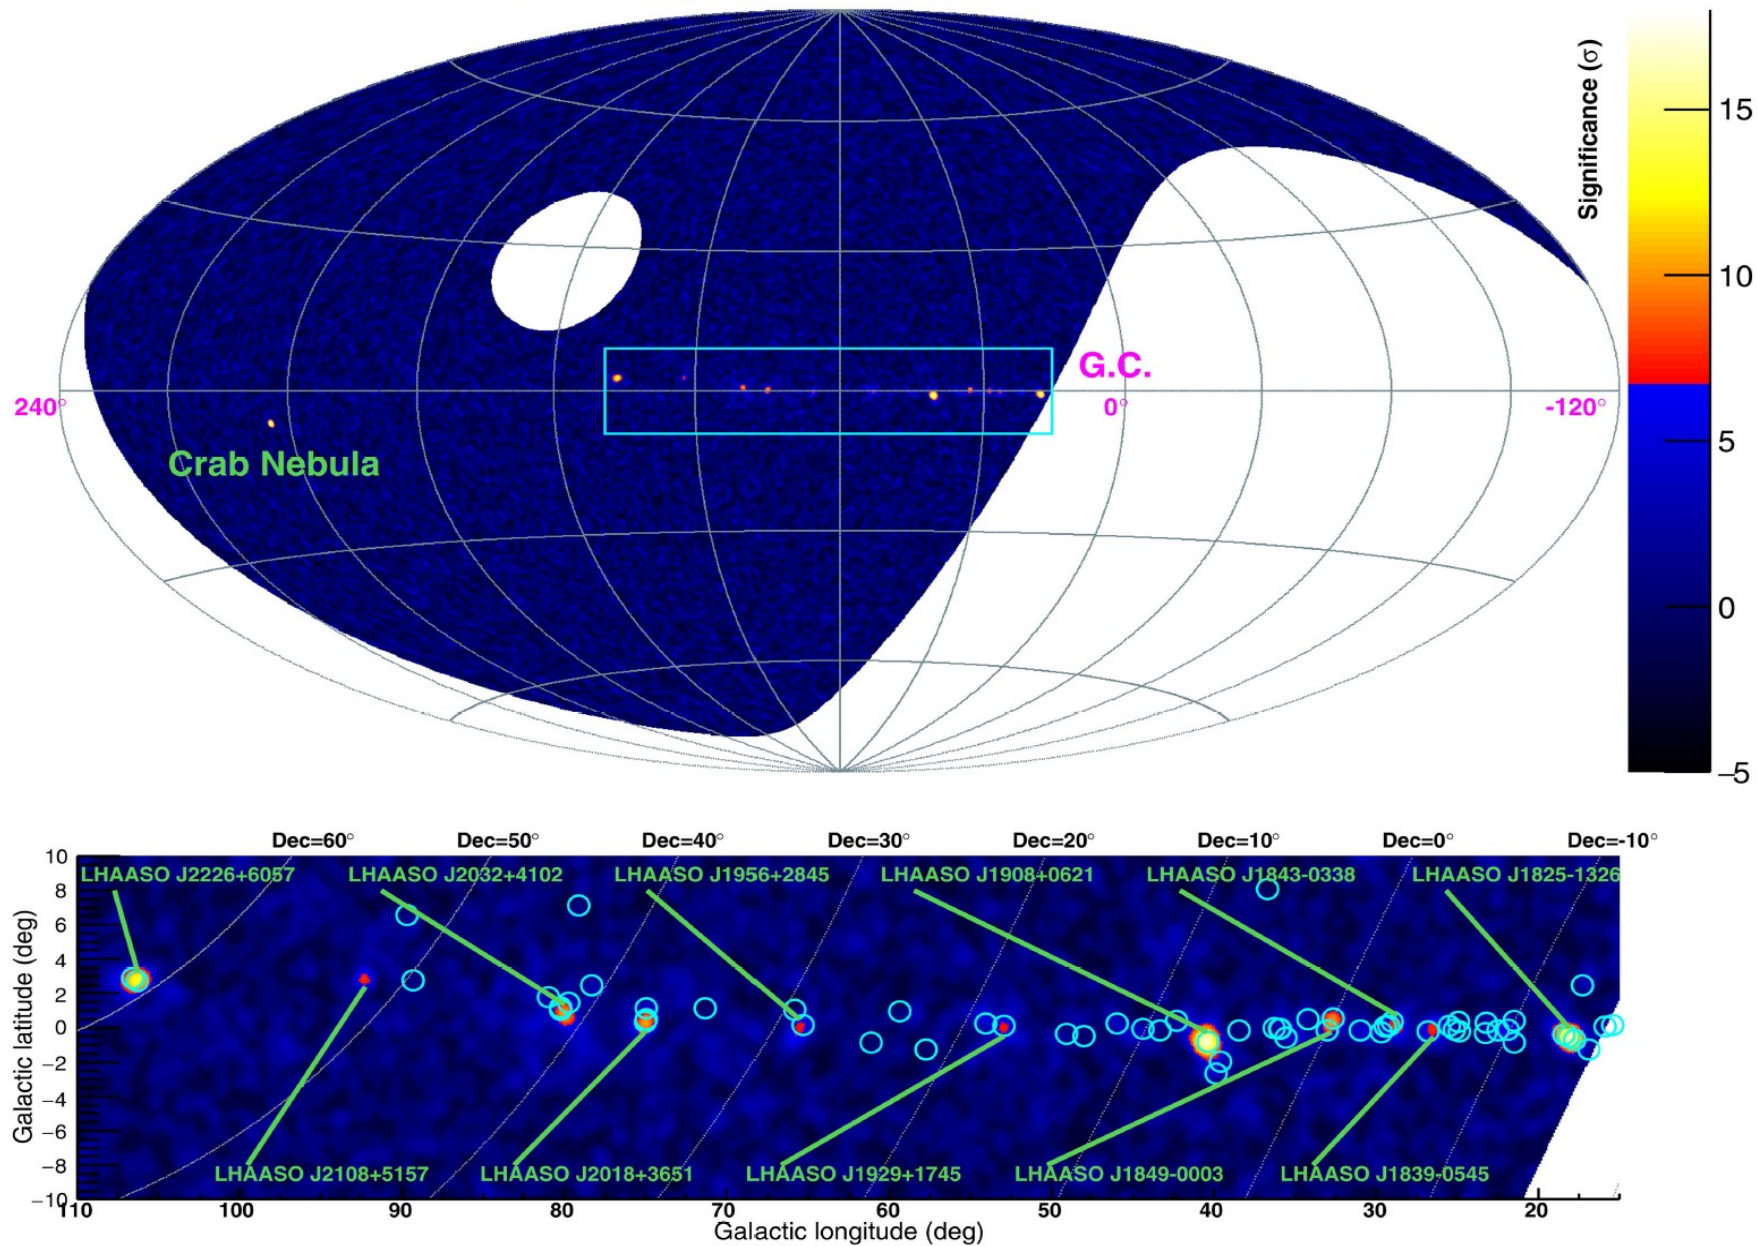 Significance (σ)
15
10
5
0
−5
G.C.
240°
0°
-120°
Crab Nebula
Dec=60° Dec=50° Dec=40° Dec=30° Dec=20° Dec=10° Dec=0° Dec=-10°
10
8
6
4
2
0
−2
−4
−6
−8
−10
Galactic latitude (deg)
LHAASO J2226+6057 LHAASO J2032+4102 LHAASO J1956+2845 LHAASO J1908+0621 LHAASO J1843-0338 LHAASO J1825-1326
LHAASO J2108+5157 LHAASO J2018+3651 LHAASO J1929+1745 LHAASO J1849-0003 LHAASO J1839-0545
110 100 90 80 70 60 50 40 30 20
Galactic longitude (deg)